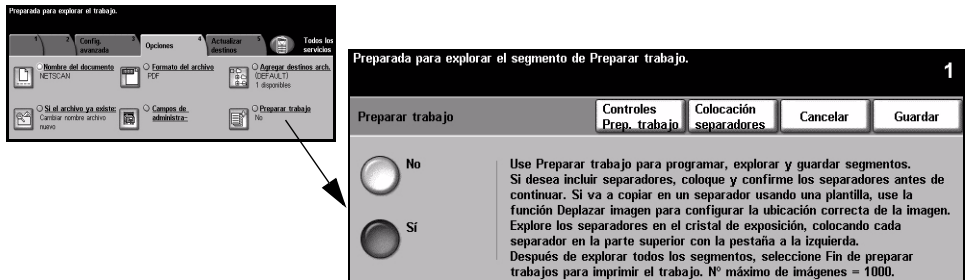 Preparada para explorar el trabajo.
1
2 Config. avanzada 3
Opciones 4
Actualizar destinos 5
Todos los servicios
Nombre del documento
NETSCAN
Formato del archivo
PDF
Agregar destinos arch.
(DEFAULT)
1 disponibles
Si el archivo ya existe:
Cambiar nombre archivo
nuevo
Campos de
administra-
Preparar trabajo
No
Preparada para explorar el segmento de Preparar trabajo.
1
Preparar trabajo
Controles
Prep. trabajo
Colocación
separadores
Cancelar
Guardar
No
Sí
Use Preparar trabajo para programar, explorar y guardar segmentos.
Si desea incluir separadores, coloque y confirme los separadores antes de
continuar. Si va a copiar en un separador usando una plantilla, use la
función Deplazar imagen para configurar la ubicación correcta de la imagen.
Explore los separadores en el cristal de exposición, colocando cada
separador en la parte superior con la pestaña a la izquierda.
Después de explorar todos los segmentos, seleccione Fin de preparar
trabajos para imprimir el trabajo. Nº máximo de imágenes = 1000.